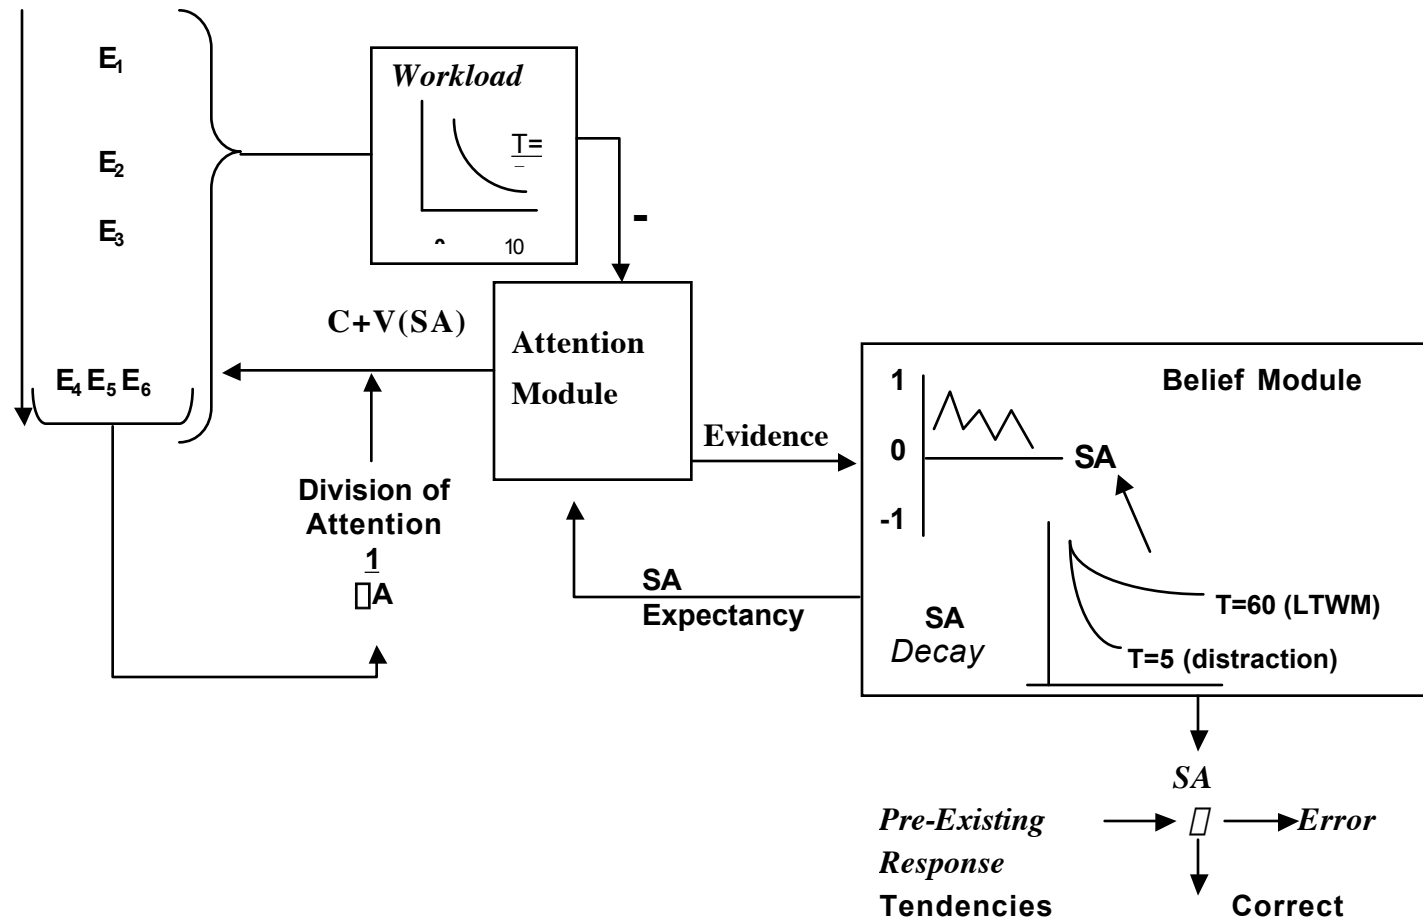 E1
E2
E3
E4 E5 E6
Workload
T=
10
-
C+V(SA)
Attention
Module
Evidence
Division of
Attention
1
A
SA
Expectancy
Belief Module
1
0
-1
SA
SA
Decay
T=60 (LTWM)
T=5 (distraction)
SA
Pre-Existing
Response
Tendencies
Error
Correct